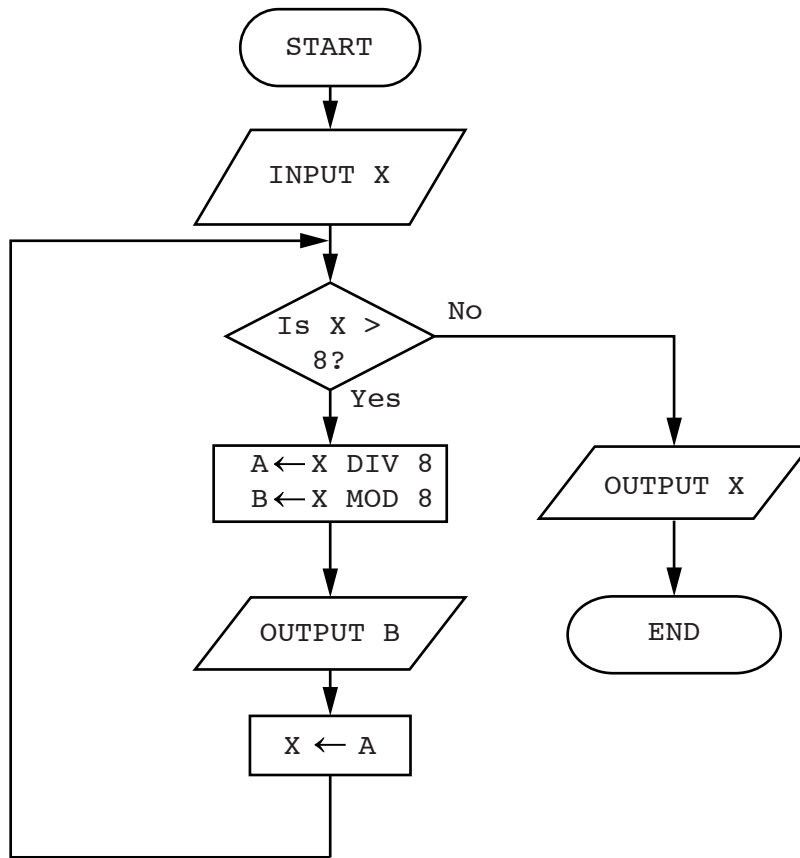 START
INPUT X
Is X >
8?
No
Yes
A ← X DIV 8
B ← X MOD 8
OUTPUT X
OUTPUT B
END
X ← A